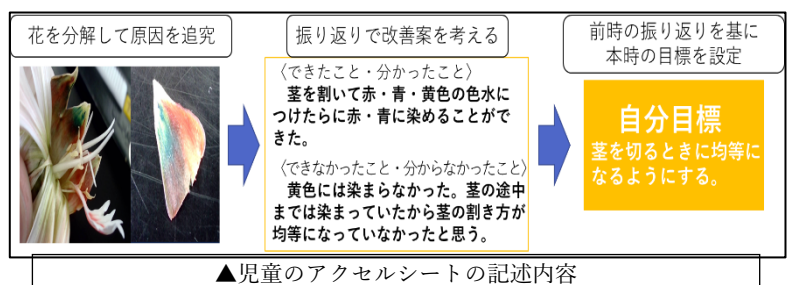 花を分解して原因を追究
振り返りで改善案を考える
前時の振り返りを基に
本時の目標を設定
〈できたこと・分かったこと〉
茎を割いて赤・青・黄色の色水に
つけたらに赤・青に染めることがで
きた。
〈できなかったこと・分からなかったこと〉
黄色には染まらなかった。茎の途中
までは染まっていたから茎の割き方が
均等になっていなかったと思う。
自分目標
茎を切るときに均等に
なるようにする。
▲児童のアクセルシートの記述内容